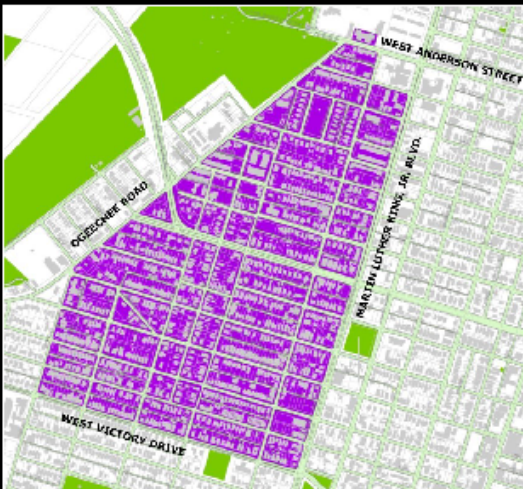 WEST ANDERSON STREET
MARTIN LUTHER KING, JR. BLVD.
OGEECHEE ROAD
WEST VICTORY DRIVE